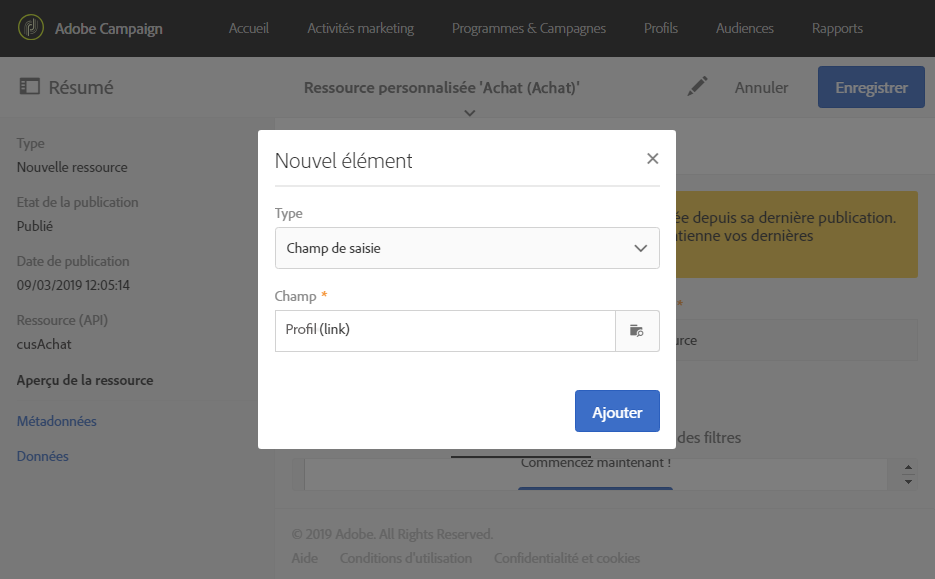 Adobe Campaign
Accueil
Activités marketing
Programmes & Campagnes
Profils
Audiences
Rapports
Résumé
Ressource personnalisée 'Achat (Achat)'
Annuler
Enregistrer
Type
Nouvelle ressource
Etat de la publication
Publié
Date de publication
09/03/2019 12:05:14
Ressource (API)
cusAchat
Aperçu de la ressource
Métadonnées
Données
Nouvel élément
Type
Champ de saisie
Champ *
Profil (link)
Ajouter
ée depuis sa dernière publication.
tienne vos dernières
*
urce
des filtres
Commencez maintenant !
© 2019 Adobe. All Rights Reserved.
Aide
Conditions d'utilisation
Confidentialité et cookies